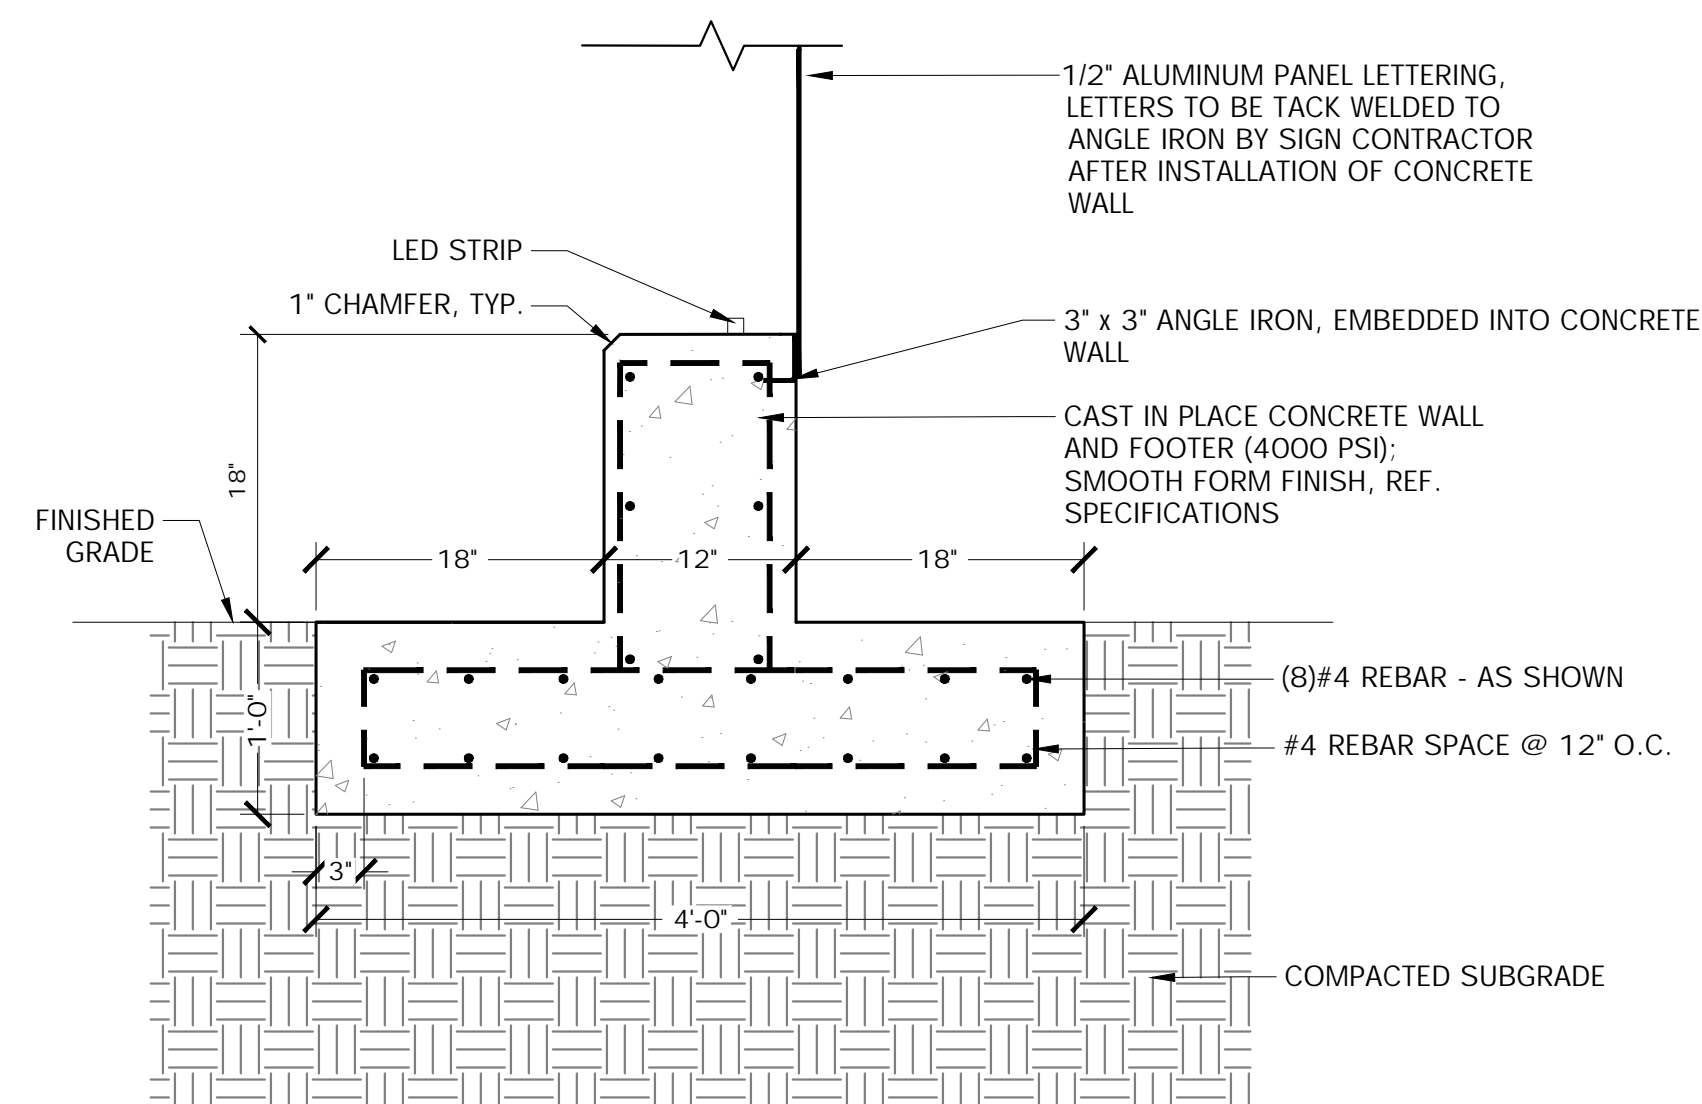 1/2" ALUMINUM PANEL LETTERING,
LETTERS TO BE TACK WELDED TO
ANGLE IRON BY SIGN CONTRACTOR
AFTER INSTALLATION OF CONCRETE
WALL
LED STRIP
1" CHAMFER, TYP.
3" x 3" ANGLE IRON, EMBEDDED INTO CONCRETE
WALL
CAST IN PLACE CONCRETE WALL
AND FOOTER (4000 PSI);
SMOOTH FORM FINISH, REF.
SPECIFICATIONS
18"
FINISHED
GRADE
18"
12"
18"
(8)#4 REBAR - AS SHOWN
1'-0"
#4 REBAR SPACE @ 12" O.C.
3"
4'-0"
COMPACTED SUBGRADE